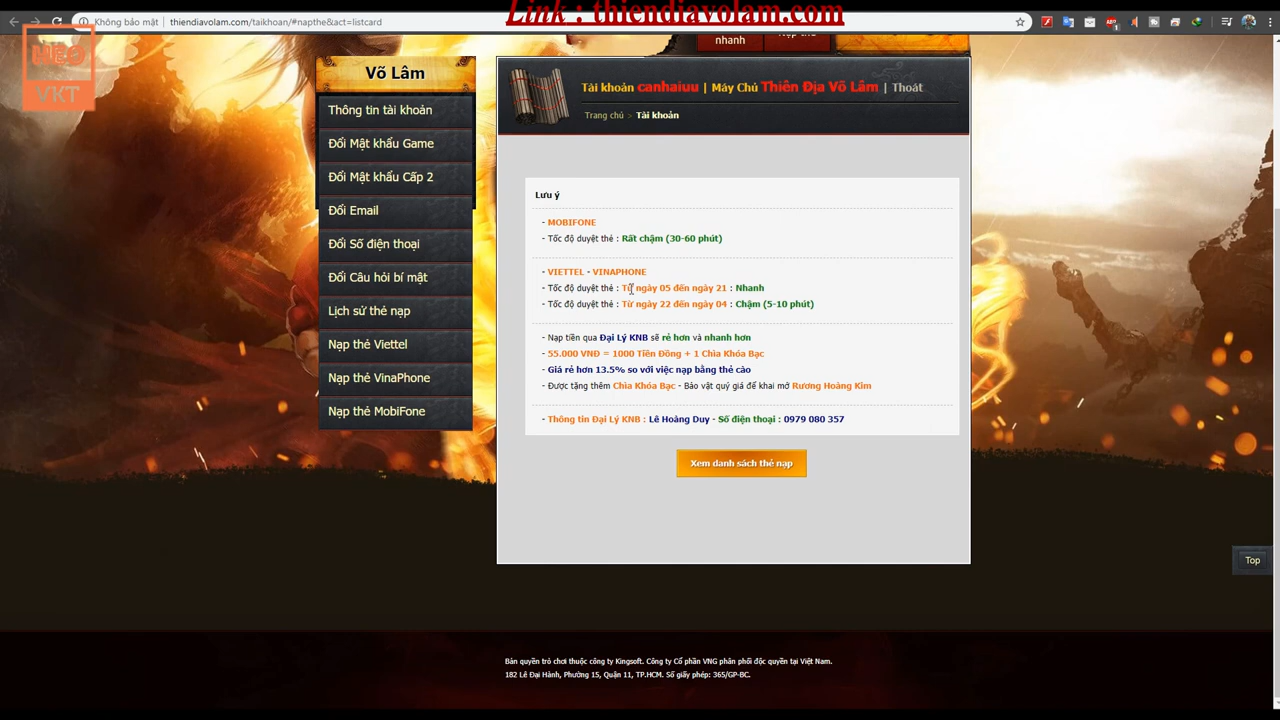 Link : thiendiavolam.com
Không bảo mật | thiendiavolam.com/taikhoan/#napthe&act=listcard
HEO
VKT
nhanh
Nạp thẻ
Võ Lâm
Thông tin tài khoản
Đổi Mật khẩu Game
Đổi Mật khẩu Cấp 2
Đổi Email
Đổi Số điện thoại
Đổi Câu hỏi bí mật
Lịch sử thẻ nạp
Nạp thẻ Viettel
Nạp thẻ VinaPhone
Nạp thẻ MobiFone
Tài khoản canhaiuu | Máy Chủ Thiên Địa Võ Lâm | Thoát
Trang chủ > Tài khoản
Lưu ý
- MOBIFONE
- Tốc độ duyệt thẻ : Rất chậm (30-60 phút)
- VIETTEL - VINAPHONE
- Tốc độ duyệt thẻ : Từ ngày 05 đến ngày 21 : Nhanh
- Tốc độ duyệt thẻ : Từ ngày 22 đến ngày 04 : Chậm (5-10 phút)
- Nạp tiền qua Đại Lý KNB sẽ rẻ hơn và nhanh hơn
- 55.000 VNĐ = 1000 Tiền Đồng + 1 Chìa Khóa Bạc
- Giá rẻ hơn 13.5% so với việc nạp bằng thẻ cào
- Được tặng thêm Chìa Khóa Bạc - Bảo vật quý giá để khai mở Rương Hoàng Kim
- Thông tin Đại Lý KNB : Lê Hoàng Duy - Số điện thoại : 0979 080 357
Xem danh sách thẻ nạp
Top
Bản quyền trò chơi thuộc công ty Kingsoft. Công ty Cổ phần VNG phân phối độc quyền tại Việt Nam.
182 Lê Đại Hành, Phường 15, Quận 11, TP.HCM. Số giấy phép: 365/GP-BC.